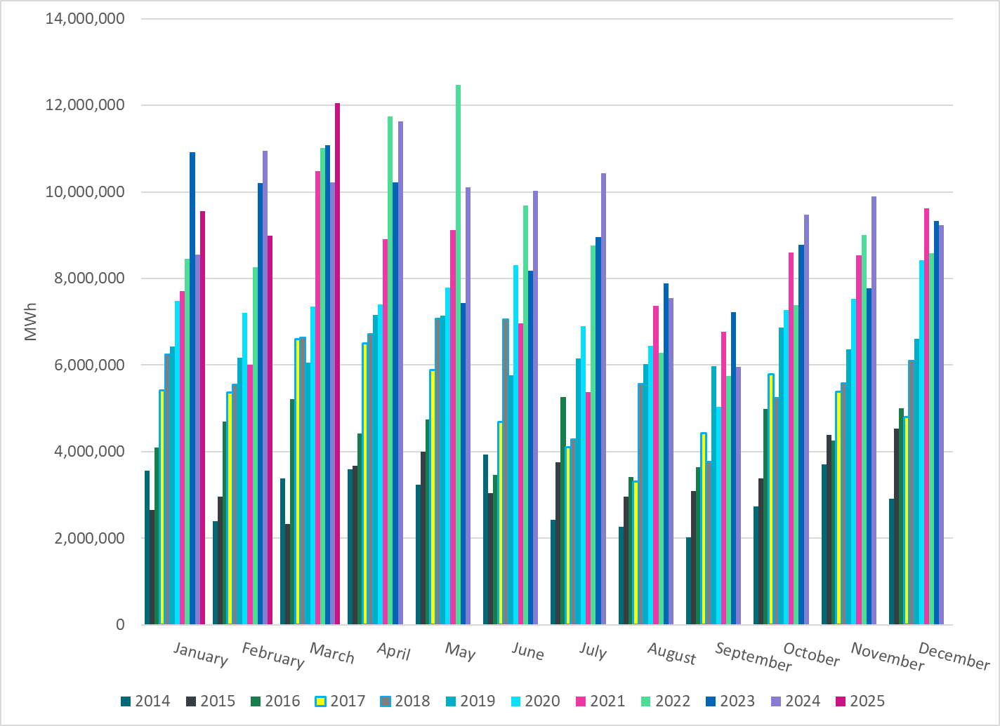 14,000,000
12,000,000
10,000,000
8,000,000
6,000,000
4,000,000
2,000,000
0
MWh
January February March April May June July August September October November December
2014 2015 2016 2017 2018 2019 2020 2021 2022 2023 2024 2025